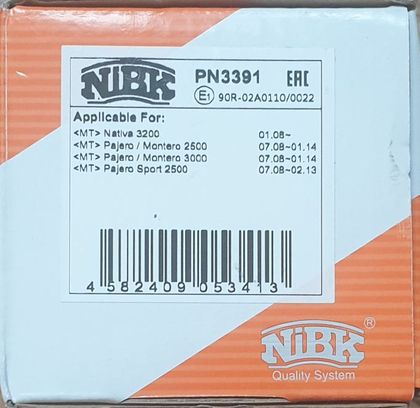 NiBK PN3391 EAC
E1 90R-02A0110/0022
Applicable For:
<MT> Nativa 3200 01.08~
<MT> Pajero / Montero 2500 07.08~01.14
<MT> Pajero / Montero 3000 07.08~01.14
<MT> Pajero Sport 2500 07.08~02.13
4 582409 053413
NiBK ®
Quality System